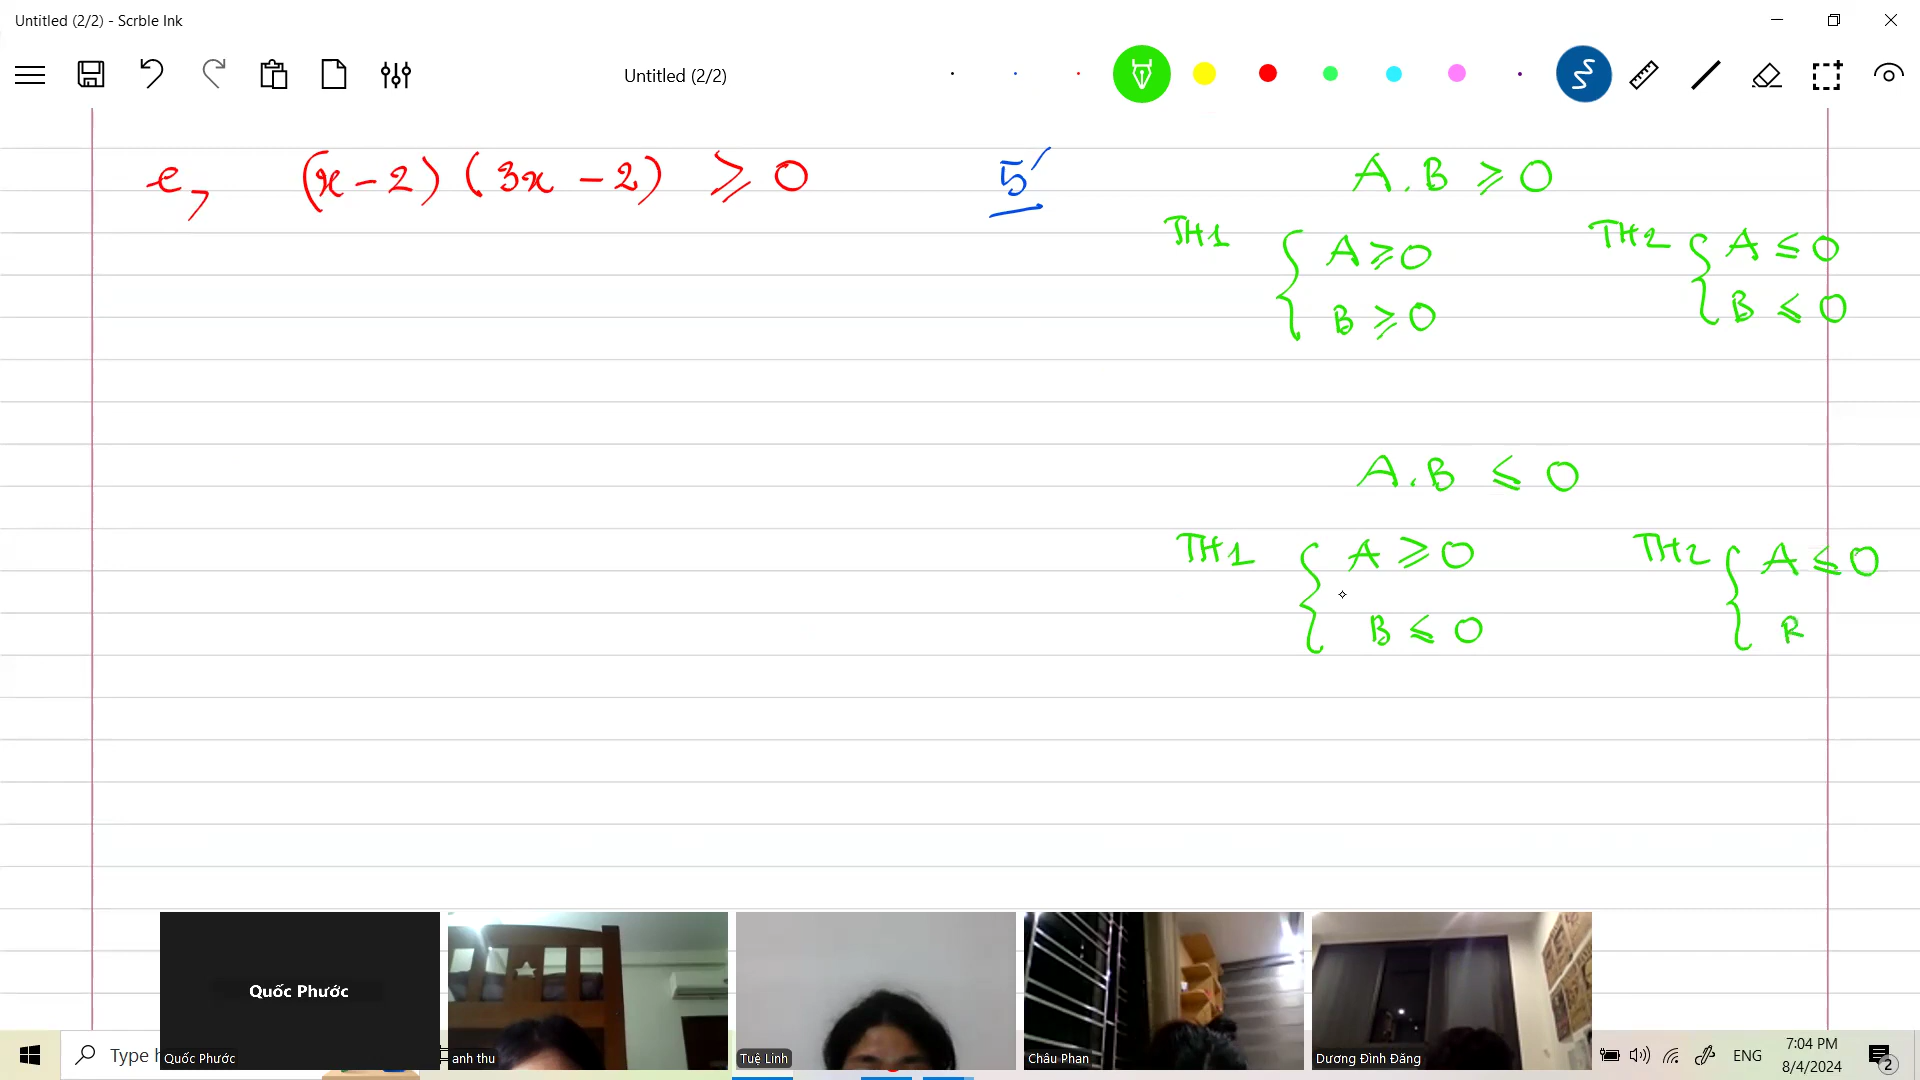 Untitled (2/2) - Scrble Ink
Untitled (2/2)
e, (x-2)(3x-2) ⩾ 0
5'
A.B ⩾ 0
TH1 { A ⩾ 0
B ⩾ 0
TH2 { A ⩽ 0
B ⩽ 0
A.B ⩽ 0
TH1 { A ⩾ 0
B ⩽ 0
TH2 { A ⩽ 0
B
Quốc Phước
Quốc Phước
anh thu
Tuệ Linh
Châu Phan
Dương Đình Đăng
Type h
ENG
7:04 PM
8/4/2024
2